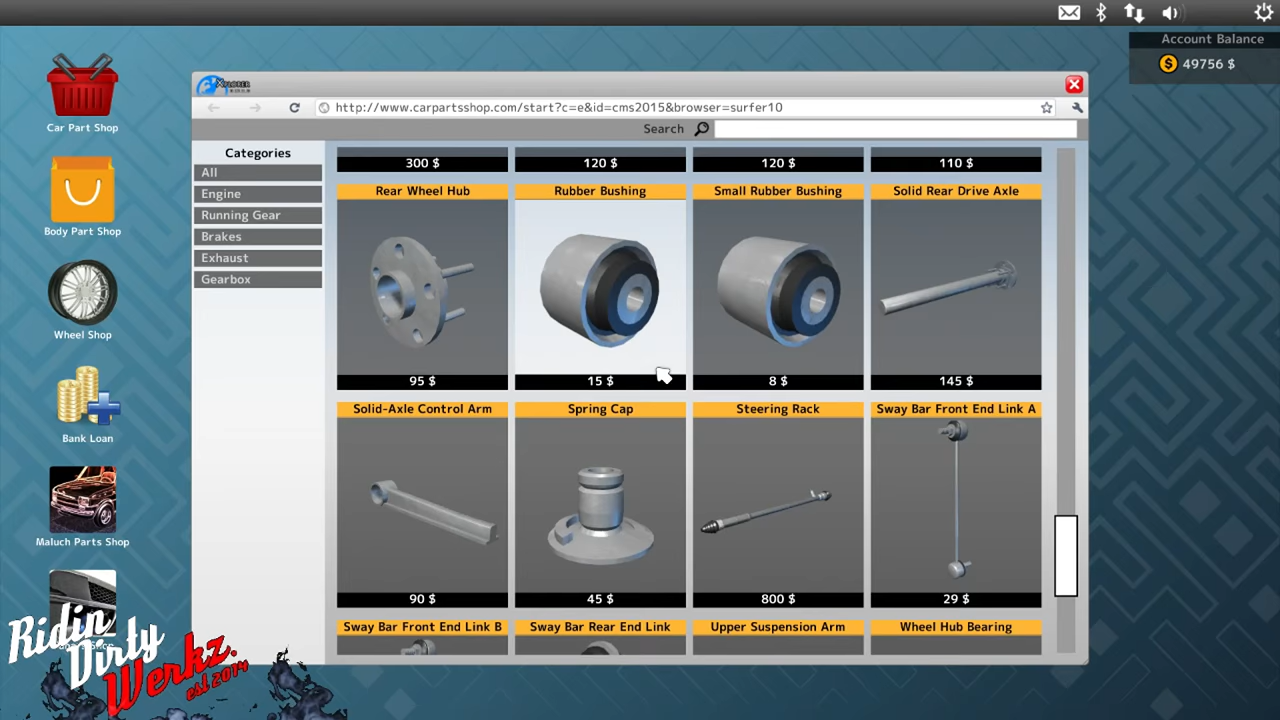 Account Balance
49756 $
Car Part Shop
Body Part Shop
Wheel Shop
Bank Loan
Maluch Parts Shop
XPLORER
http://www.carpartsshop.com/start?c=e&id=cms2015&browser=surfer10
Search
Categories
All
Engine
Running Gear
Brakes
Exhaust
Gearbox
300 $
120 $
120 $
110 $
Rear Wheel Hub
Rubber Bushing
Small Rubber Bushing
Solid Rear Drive Axle
95 $
15 $
8 $
145 $
Solid-Axle Control Arm
Spring Cap
Steering Rack
Sway Bar Front End Link A
90 $
45 $
800 $
29 $
Sway Bar Front End Link B
Sway Bar Rear End Link
Upper Suspension Arm
Wheel Hub Bearing
Ridin
Dirty
Werkz.
est 2014